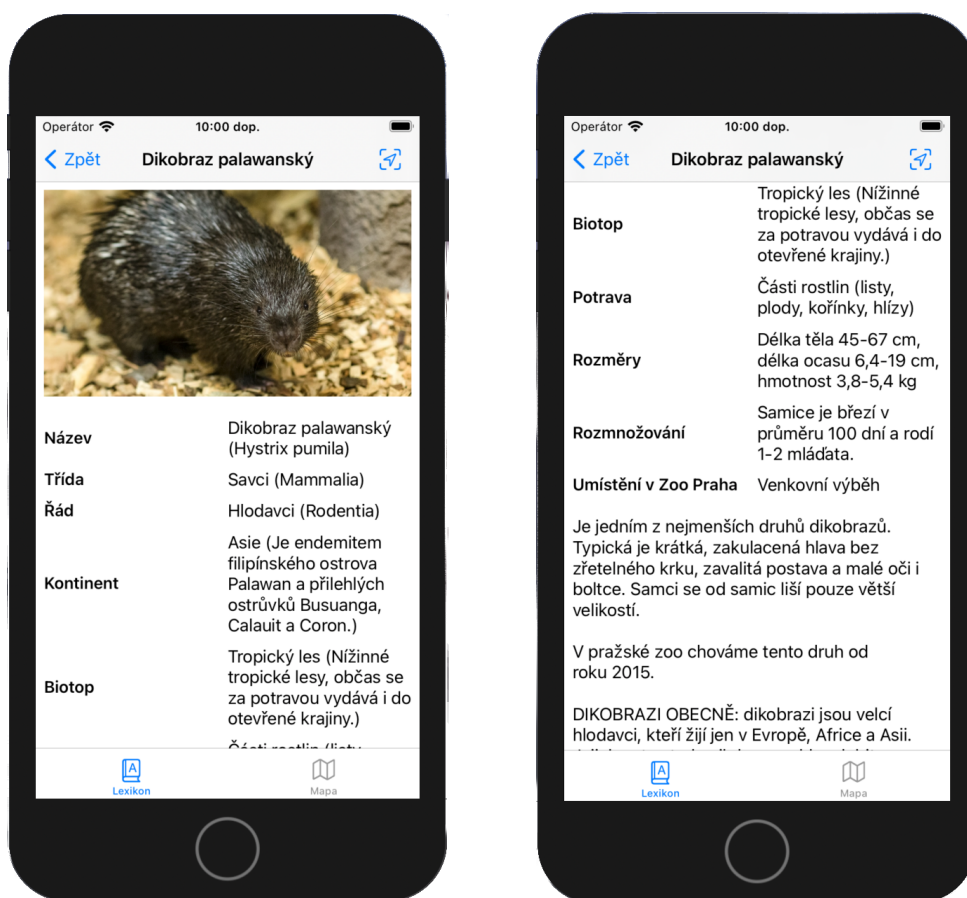 Operátor 10:00 dop.
Zpět Dikobraz palawanský
Název Dikobraz palawanský
(Hystrix pumila)
Třída Savci (Mammalia)
Řád Hlodavci (Rodentia)
Kontinent Asie (Je endemitem
filipínského ostrova
Palawan a přilehlých
ostrůvků Busuanga,
Calauit a Coron.)
Biotop Tropický les (Nížinné
tropické lesy, občas se
za potravou vydává i do
otevřené krajiny.)
A
Lexikon Mapa
Operátor 10:00 dop.
Zpět Dikobraz palawanský
Biotop Tropický les (Nížinné
tropické lesy, občas se
za potravou vydává i do
otevřené krajiny.)
Potrava Části rostlin (listy,
plody, kořínky, hlízy)
Rozměry Délka těla 45-67 cm,
délka ocasu 6,4-19 cm,
hmotnost 3,8-5,4 kg
Rozmnožování Samice je březí v
průměru 100 dní a rodí
1-2 mláďata.
Umístění v Zoo Praha Venkovní výběh
Je jedním z nejmenších druhů dikobrazů.
Typická je krátká, zakulacená hlava bez
zřetelného krku, zavalitá postava a malé oči i
boltce. Samci se od samic liší pouze větší
velikostí.
V pražské zoo chováme tento druh od
roku 2015.
DIKOBRAZI OBECNĚ: dikobrazi jsou velcí
hlodavci, kteří žijí jen v Evropě, Africe a Asii.
A
Lexikon Mapa